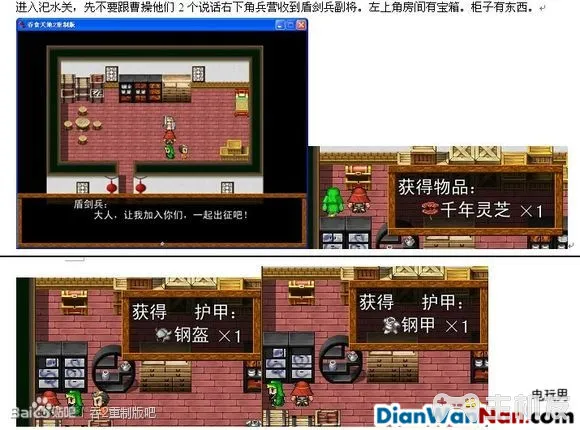 进入汜水关，先不要跟曹操他们 2 个说话右下角兵营收到盾剑兵副将。左上角房间有宝箱。柜子有东西。
吞食天地2重制版
盾剑兵：
大人，让我加入你们，一起出征吧！
获得物品：
千年灵芝 ×1
获得 护甲：
钢盔 ×1
获得 护甲：
钢甲 ×1
Bai 贴吧 吞2重制版吧
电玩男
DianWanNan.com